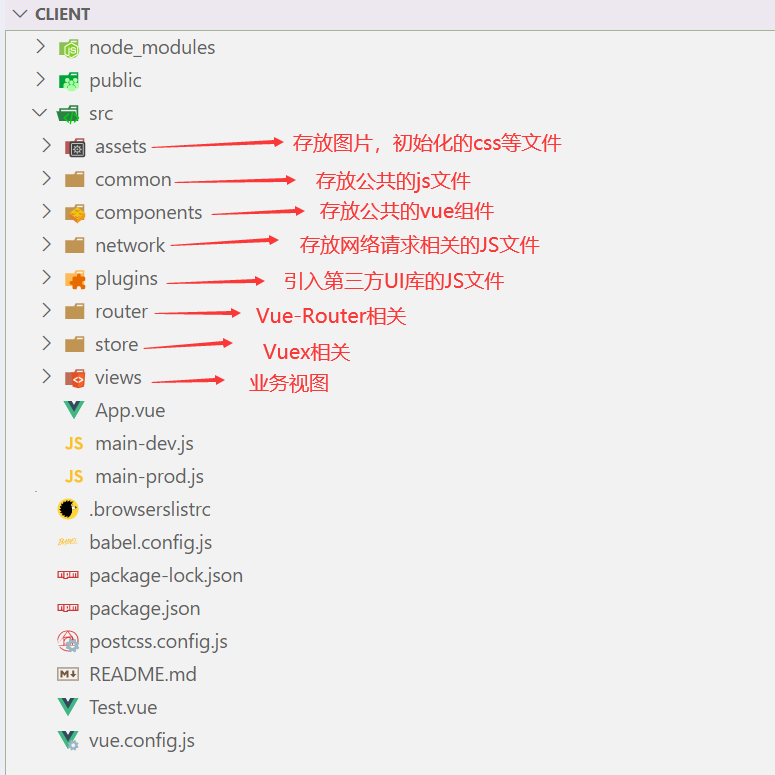 CLIENT
node_modules
public
src
assets 存放图片，初始化的css等文件
common 存放公共的js文件
components 存放公共的vue组件
network 存放网络请求相关的JS文件
plugins 引入第三方UI库的JS文件
router Vue-Router相关
store Vuex相关
views 业务视图
App.vue
JS main-dev.js
JS main-prod.js
.browserslistrc
babel.config.js
package-lock.json
package.json
postcss.config.js
README.md
Test.vue
vue.config.js